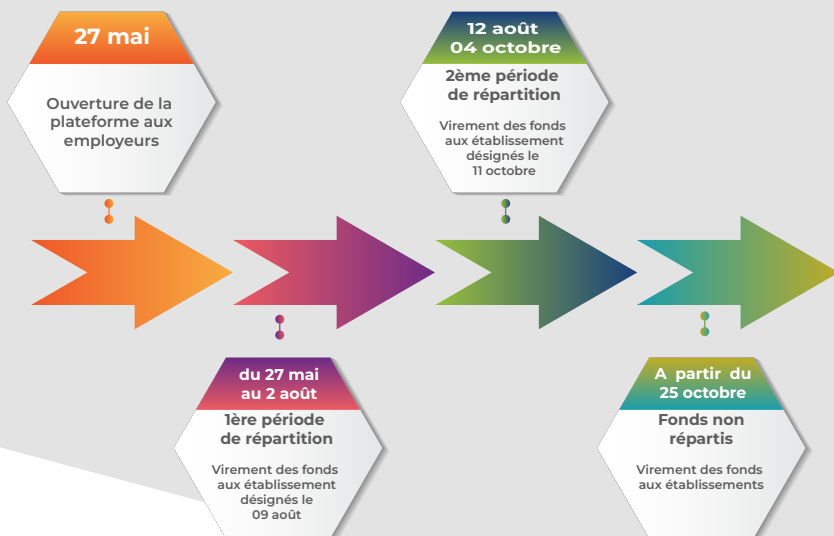 27 mai
Ouverture de la
plateforme aux
employeurs
du 27 mai
au 2 août
1ère période
de répartition
Virement des fonds
aux établissement
désignés le
09 août
12 août
04 octobre
2ème période
de répartition
Virement des fonds
aux établissement
désignés le
11 octobre
A partir du
25 octobre
Fonds non
répartis
Virement des fonds
aux établissements